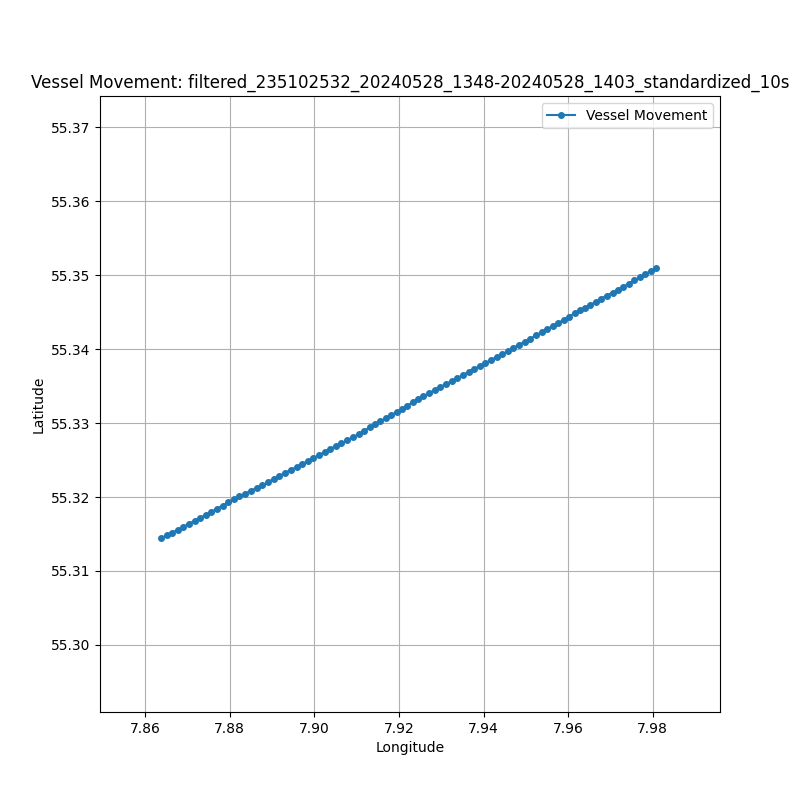 Vessel Movement: filtered_235102532_20240528_1348-20240528_1403_standardized_10s
Vessel Movement
55.37
55.36
55.35
55.34
55.33
55.32
55.31
55.30
Latitude
7.86 7.88 7.90 7.92 7.94 7.96 7.98
Longitude